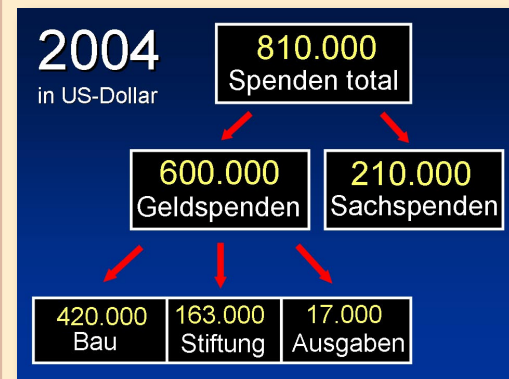 2004
in US-Dollar
810.000
Spenden total
600.000
Geldspenden
210.000
Sachspenden
420.000
Bau
163.000
Stiftung
17.000
Ausgaben